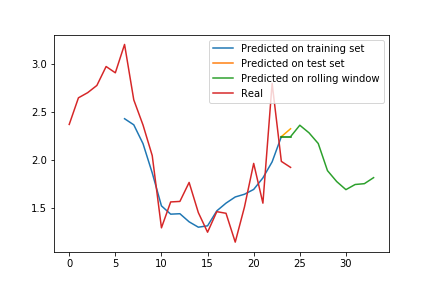 Predicted on training set
Predicted on test set
Predicted on rolling window
Real
3.0
2.5
2.0
1.5
0 5 10 15 20 25 30